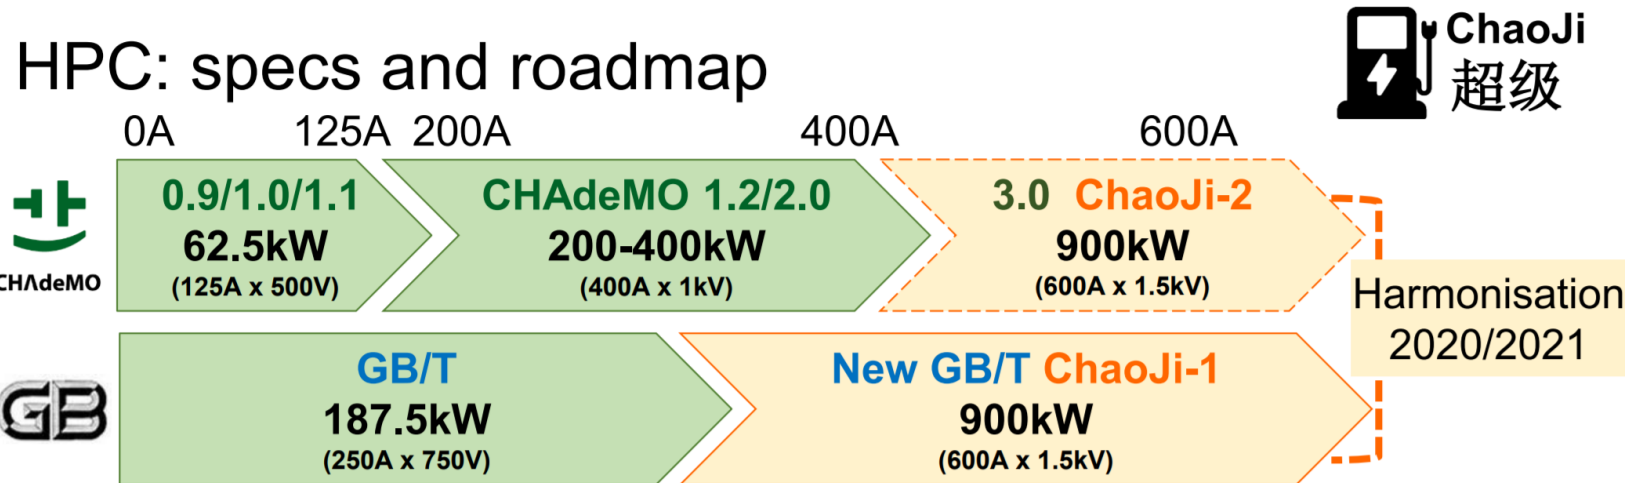 HPC: specs and roadmap
ChaoJi
超级
0A 125A 200A 400A 600A
0.9/1.0/1.1
62.5kW
(125A x 500V)
CHAdeMO 1.2/2.0
200-400kW
(400A x 1kV)
3.0 ChaoJi-2
900kW
(600A x 1.5kV)
CHAdeMO
Harmonisation
2020/2021
GB
GB/T
187.5kW
(250A x 750V)
New GB/T ChaoJi-1
900kW
(600A x 1.5kV)